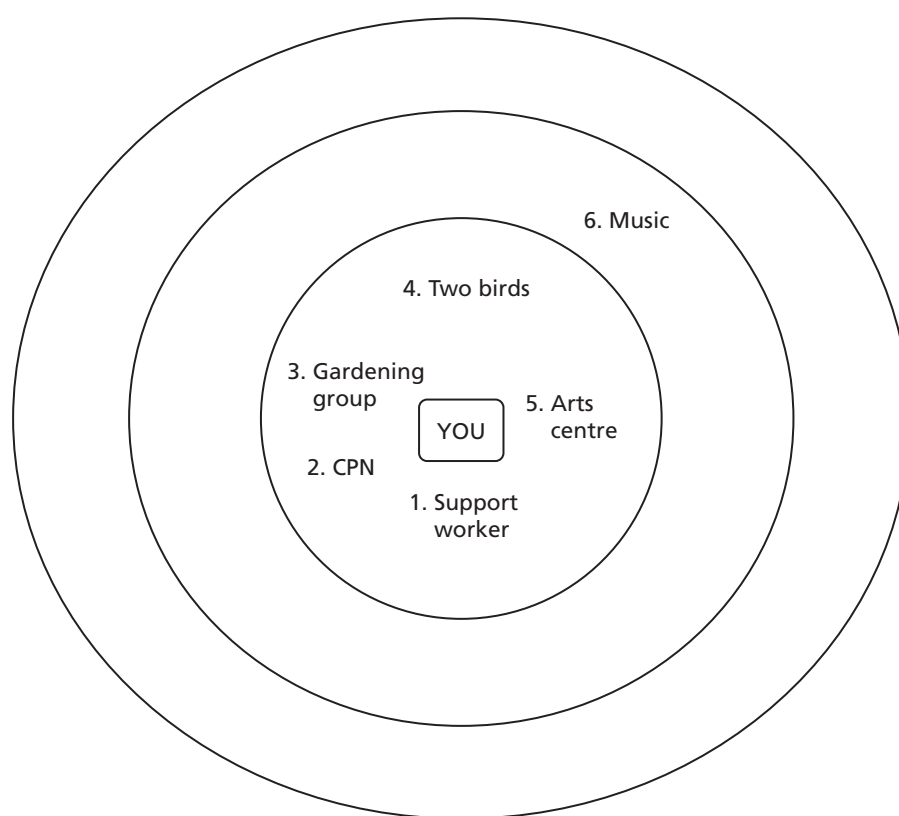 6. Music
4. Two birds
3. Gardening
group
5. Arts
centre
YOU
2. CPN
1. Support
worker